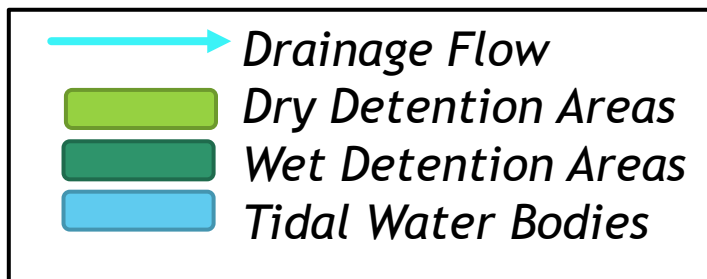 Drainage Flow
Dry Detention Areas
Wet Detention Areas
Tidal Water Bodies